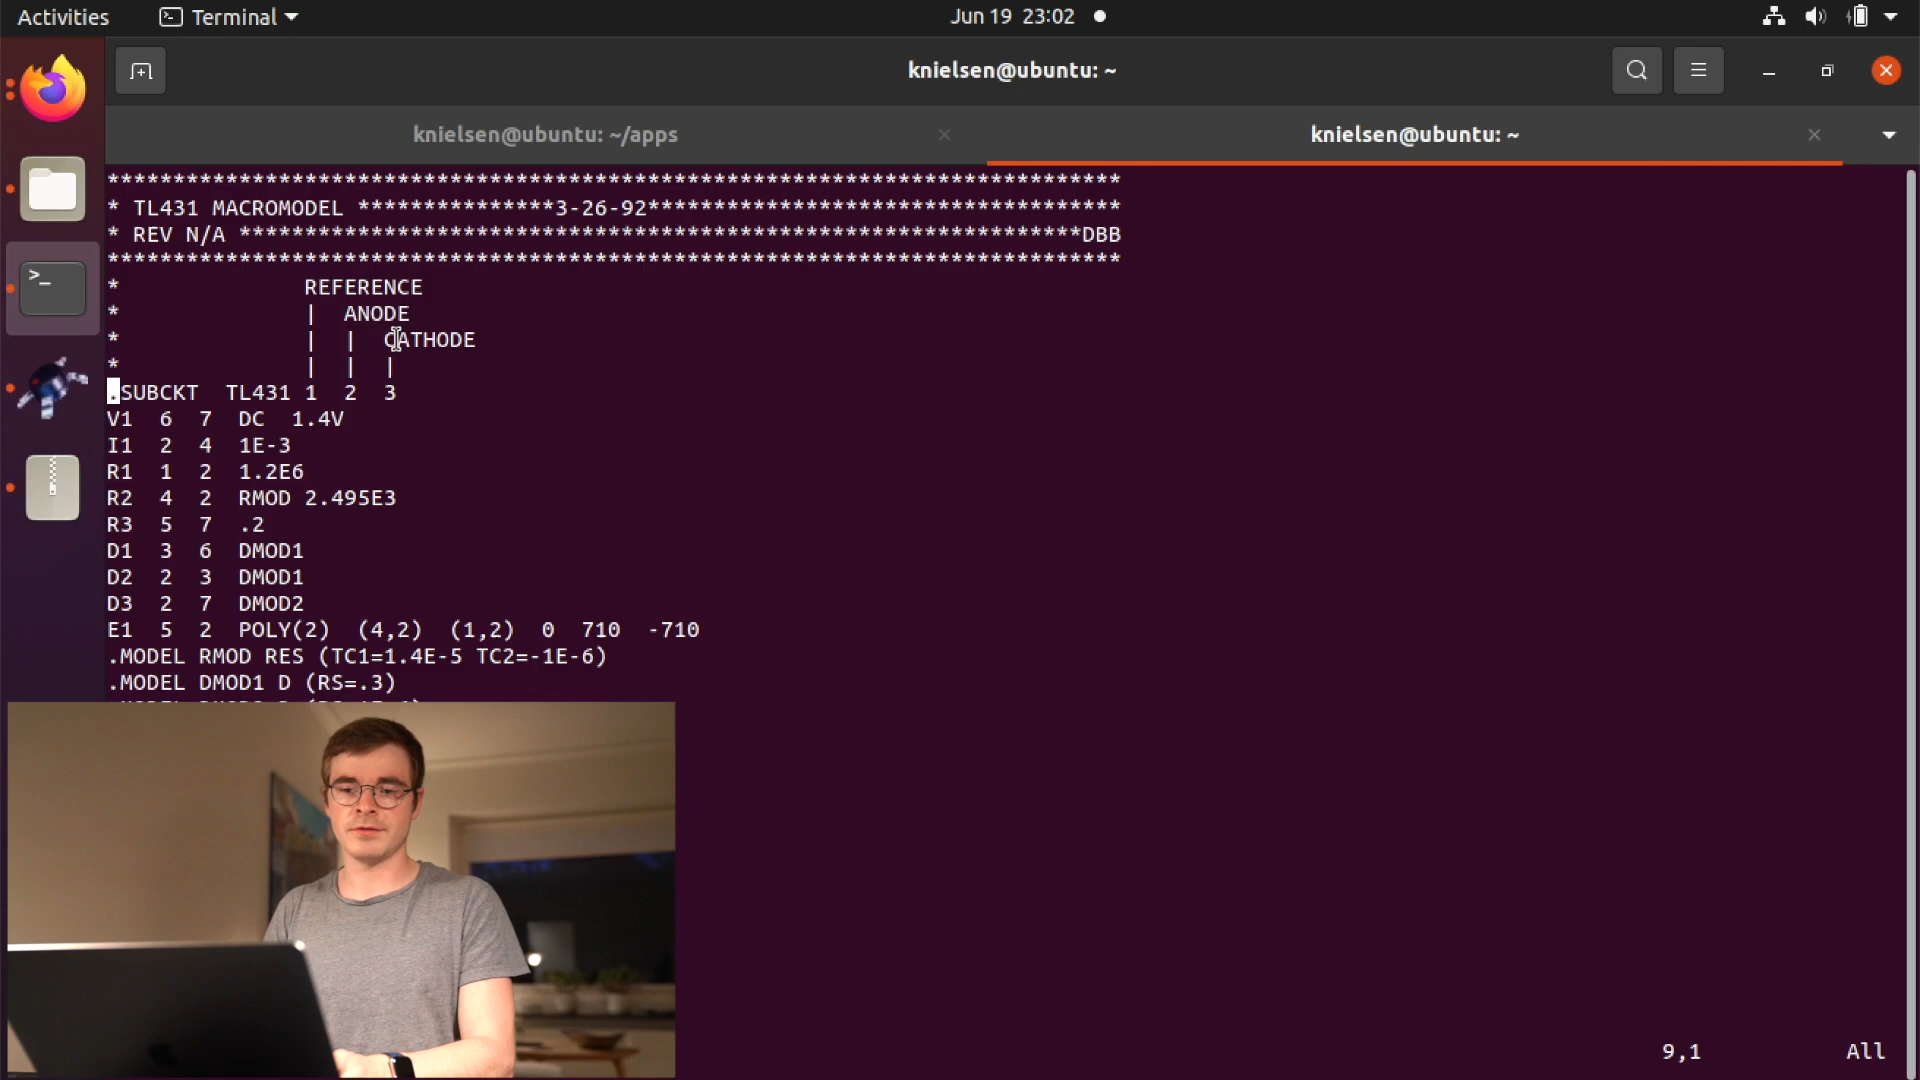 Activities
Terminal
Jun 19 23:02
knielsen@ubuntu: ~
knielsen@ubuntu: ~/apps
knielsen@ubuntu: ~
*****************************************************************************
* TL431 MACROMODEL ***************3-26-92************************************
* REV N/A ****************************************************************DBB
*****************************************************************************
*              REFERENCE
*              |  ANODE
*              |  |  CATHODE
*              |  |  |
.SUBCKT  TL431 1  2  3
V1  6  7  DC  1.4V
I1  2  4  1E-3
R1  1  2  1.2E6
R2  4  2  RMOD 2.495E3
R3  5  7  .2
D1  3  6  DMOD1
D2  2  3  DMOD1
D3  2  7  DMOD2
E1  5  2  POLY(2)  (4,2)  (1,2)  0  710  -710
.MODEL RMOD RES (TC1=1.4E-5 TC2=-1E-6)
.MODEL DMOD1 D (RS=.3)
9,1
All